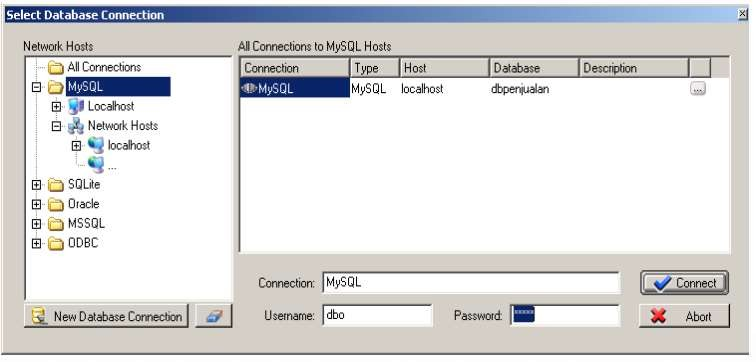 Select Database Connection
Network Hosts
All Connections
MySQL
Localhost
Network Hosts
localhost
...
SQLite
Oracle
MSSQL
ODBC
New Database Connection
All Connections to MySQL Hosts
Connection Type Host Database Description
MySQL MySQL localhost dbpenjualan ...
Connection: MySQL Connect
Username: dbo Password: ***** Abort